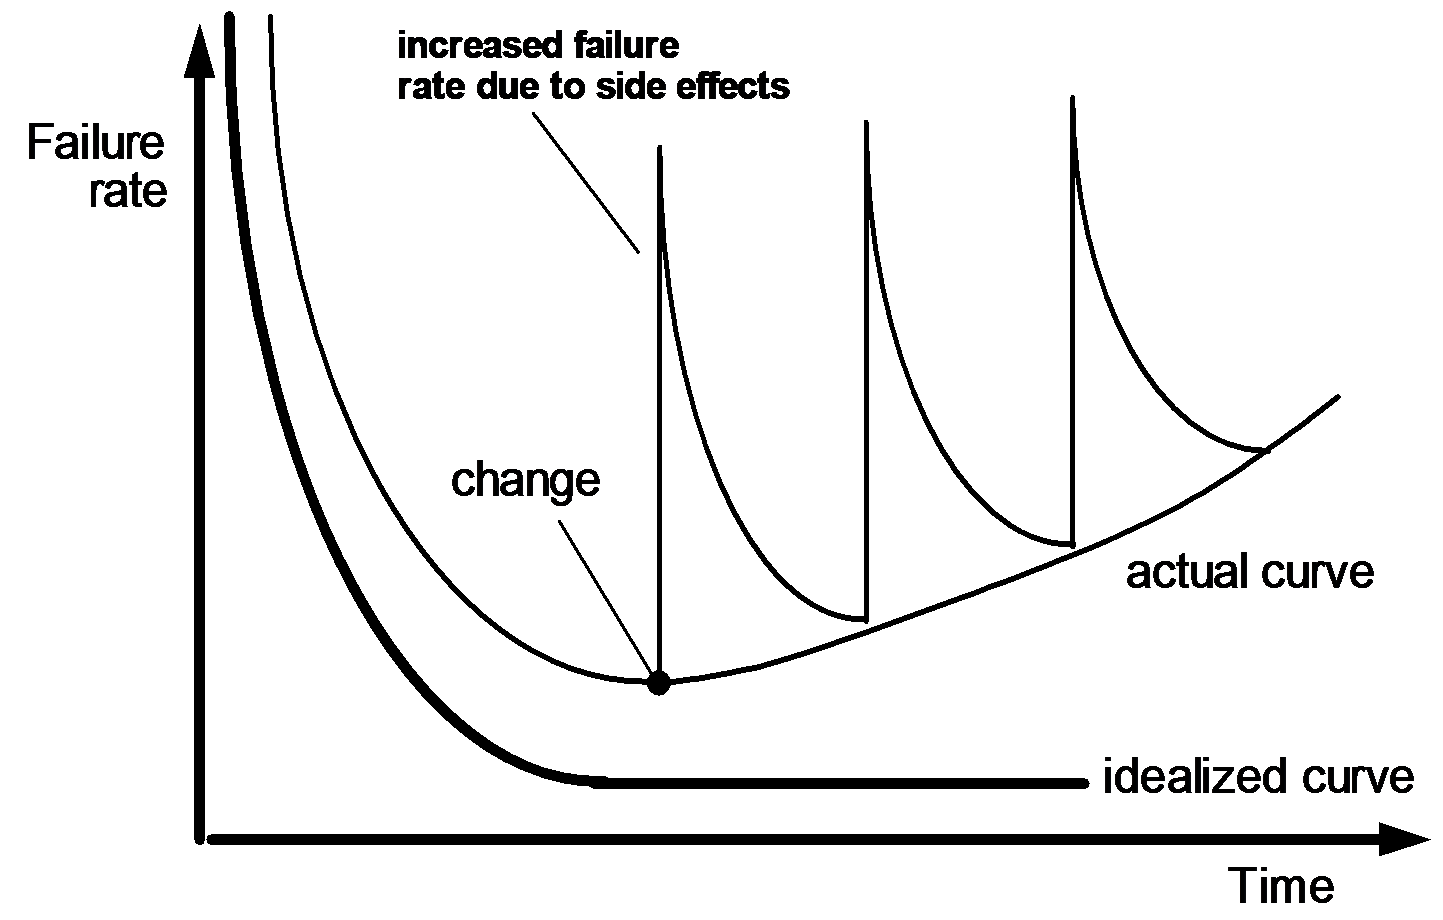 increased failure
rate due to side effects
Failure
rate
change
actual curve
idealized curve
Time